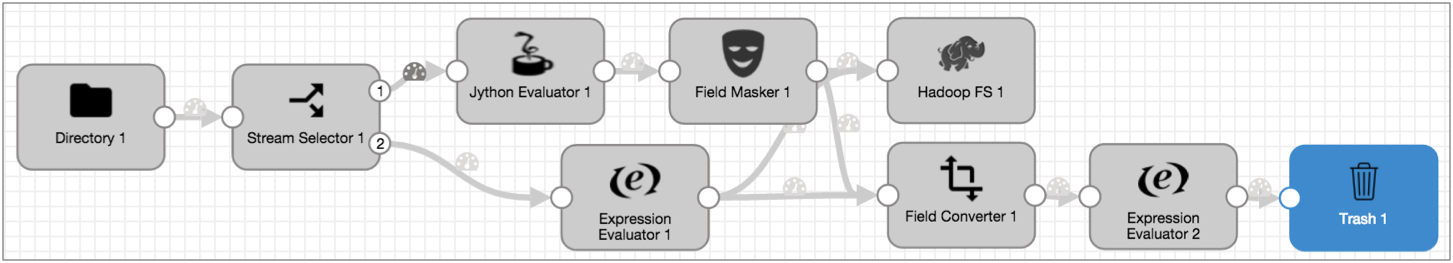 Directory 1
Stream Selector 1
1
2
Jython Evaluator 1
Field Masker 1
Hadoop FS 1
Expression
Evaluator 1
Field Converter 1
Expression
Evaluator 2
Trash 1